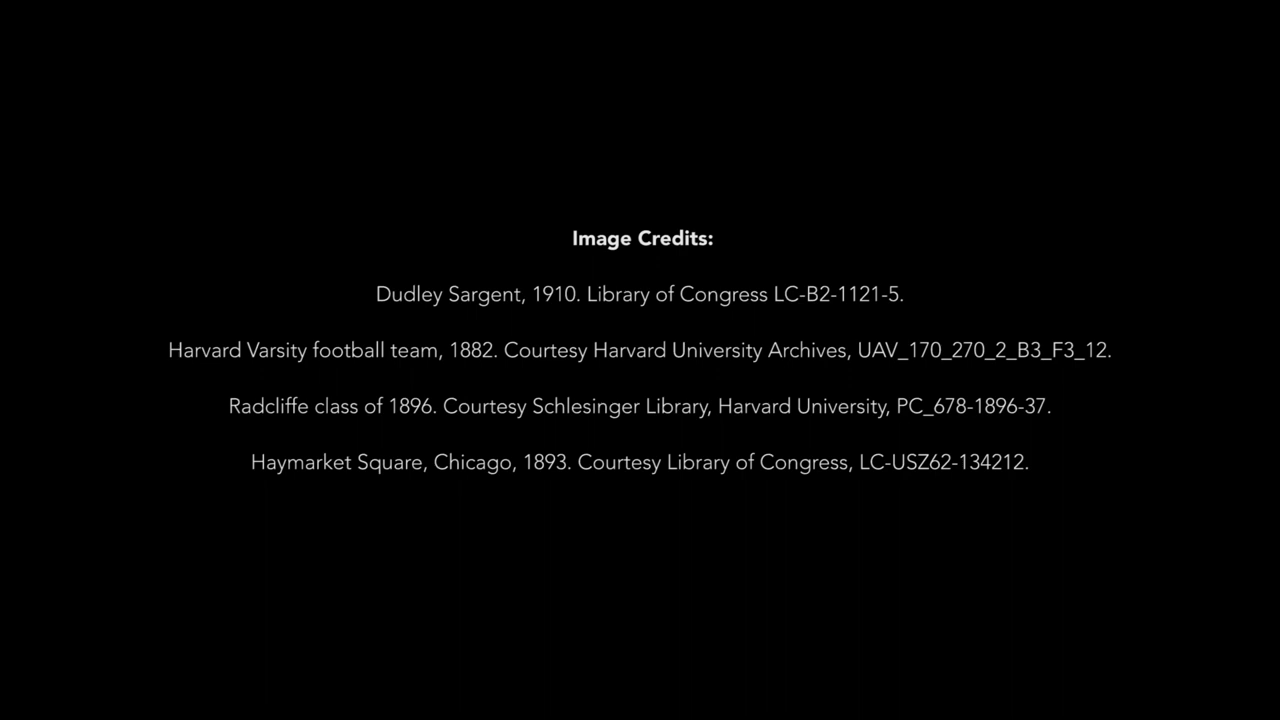 Image Credits:
Dudley Sargent, 1910. Library of Congress LC-B2-1121-5.
Harvard Varsity football team, 1882. Courtesy Harvard University Archives, UAV_170_270_2_B3_F3_12.
Radcliffe class of 1896. Courtesy Schlesinger Library, Harvard University, PC_678-1896-37.
Haymarket Square, Chicago, 1893. Courtesy Library of Congress, LC-USZ62-134212.